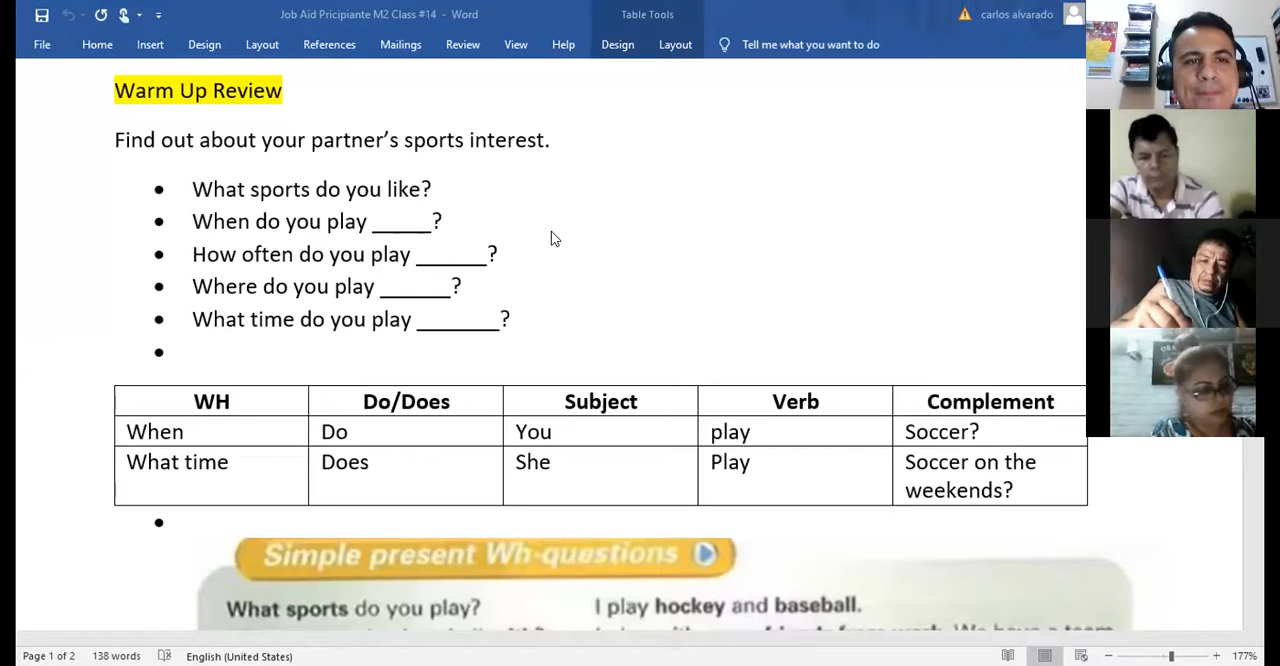 Job Aid Pricipiante M2 Class #14 - Word
Table Tools
carlos alvarado
File Home Insert Design Layout References Mailings Review View Help Design Layout Tell me what you want to do
Warm Up Review
Find out about your partner's sports interest.
• What sports do you like?
• When do you play _____?
• How often do you play ______?
• Where do you play ______?
• What time do you play _______?
•
WH Do/Does Subject Verb Complement
When Do You play Soccer?
What time Does She Play Soccer on the
weekends?
•
Simple present Wh-questions
What sports do you play? I play hockey and baseball.
Page 1 of 2 138 words English (United States) 177%